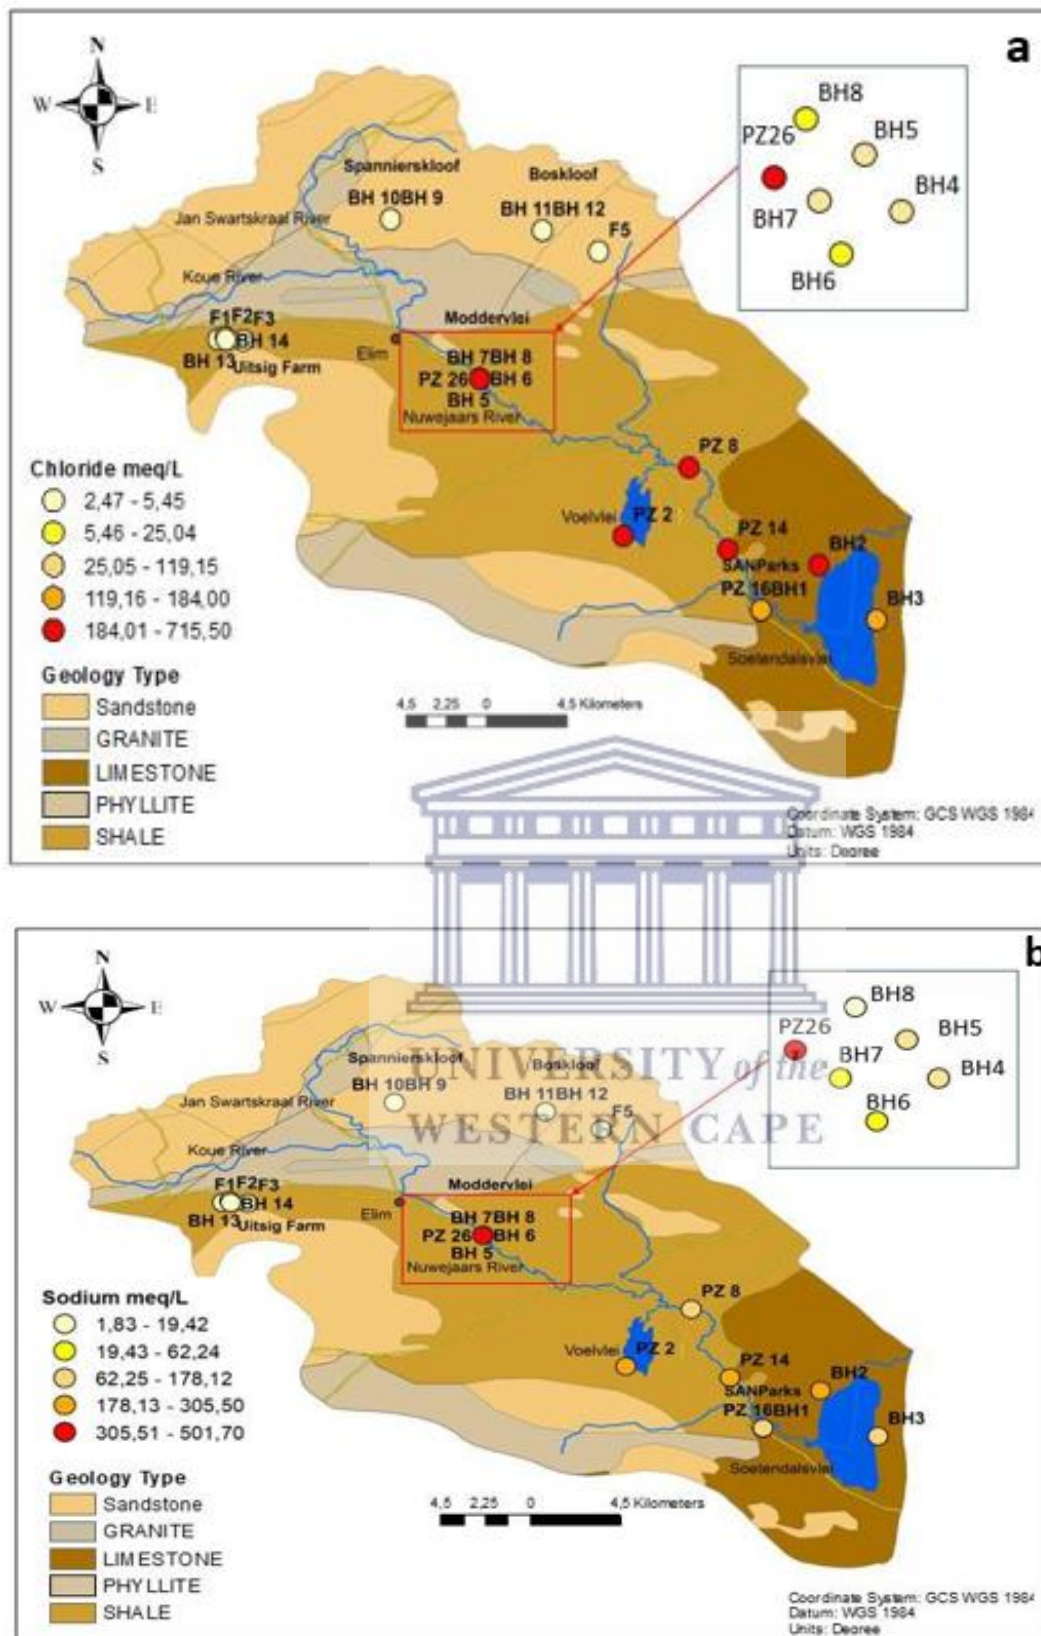 a
N
W E
S
BH8
PZ26
BH5
BH4
BH7
BH6
Spannierskloof
Boskloof
BH 10BH 9
BH 11BH 12
Jan Swartskraal River
F5
Koue River
Moddervlei
F1F2F3
BH 14
BH 13
Uitsig Farm
Elim
BH 7BH 8
PZ 26 BH 6
BH 5
Nuwejaars River
PZ 8
Voelvlei
PZ 2
PZ 14
SANParks
BH2
PZ 16BH1
BH3
Soetendalsvlei
Chloride meq/L
2,47 - 5,45
5,46 - 25,04
25,05 - 119,15
119,16 - 184,00
184,01 - 715,50
Geology Type
Sandstone
GRANITE
LIMESTONE
PHYLLITE
SHALE
4,5 2,25 0 4,5 Kilometers
Coordinate System: GCS WGS 1984
Datum: WGS 1984
Units: Degree
b
N
W E
S
BH8
PZ26
BH5
BH7
BH4
BH6
UNIVERSITY of the
WESTERN CAPE
Spannierskloof
Boskloof
BH 10BH 9
BH 11BH 12
Jan Swartskraal River
F5
Koue River
Moddervlei
F1F2F3
BH 14
BH 13
Uitsig Farm
Elim
BH 7BH 8
PZ 26 BH 6
BH 5
Nuwejaars River
PZ 8
Voelvlei
PZ 2
PZ 14
SANParks
BH2
PZ 16BH1
BH3
Soetendalsvlei
Sodium meq/L
1,83 - 19,42
19,43 - 62,24
62,25 - 178,12
178,13 - 305,50
305,51 - 501,70
Geology Type
Sandstone
GRANITE
LIMESTONE
PHYLLITE
SHALE
4,5 2,25 0 4,5 Kilometers
Coordinate System: GCS WGS 1984
Datum: WGS 1984
Units: Degree